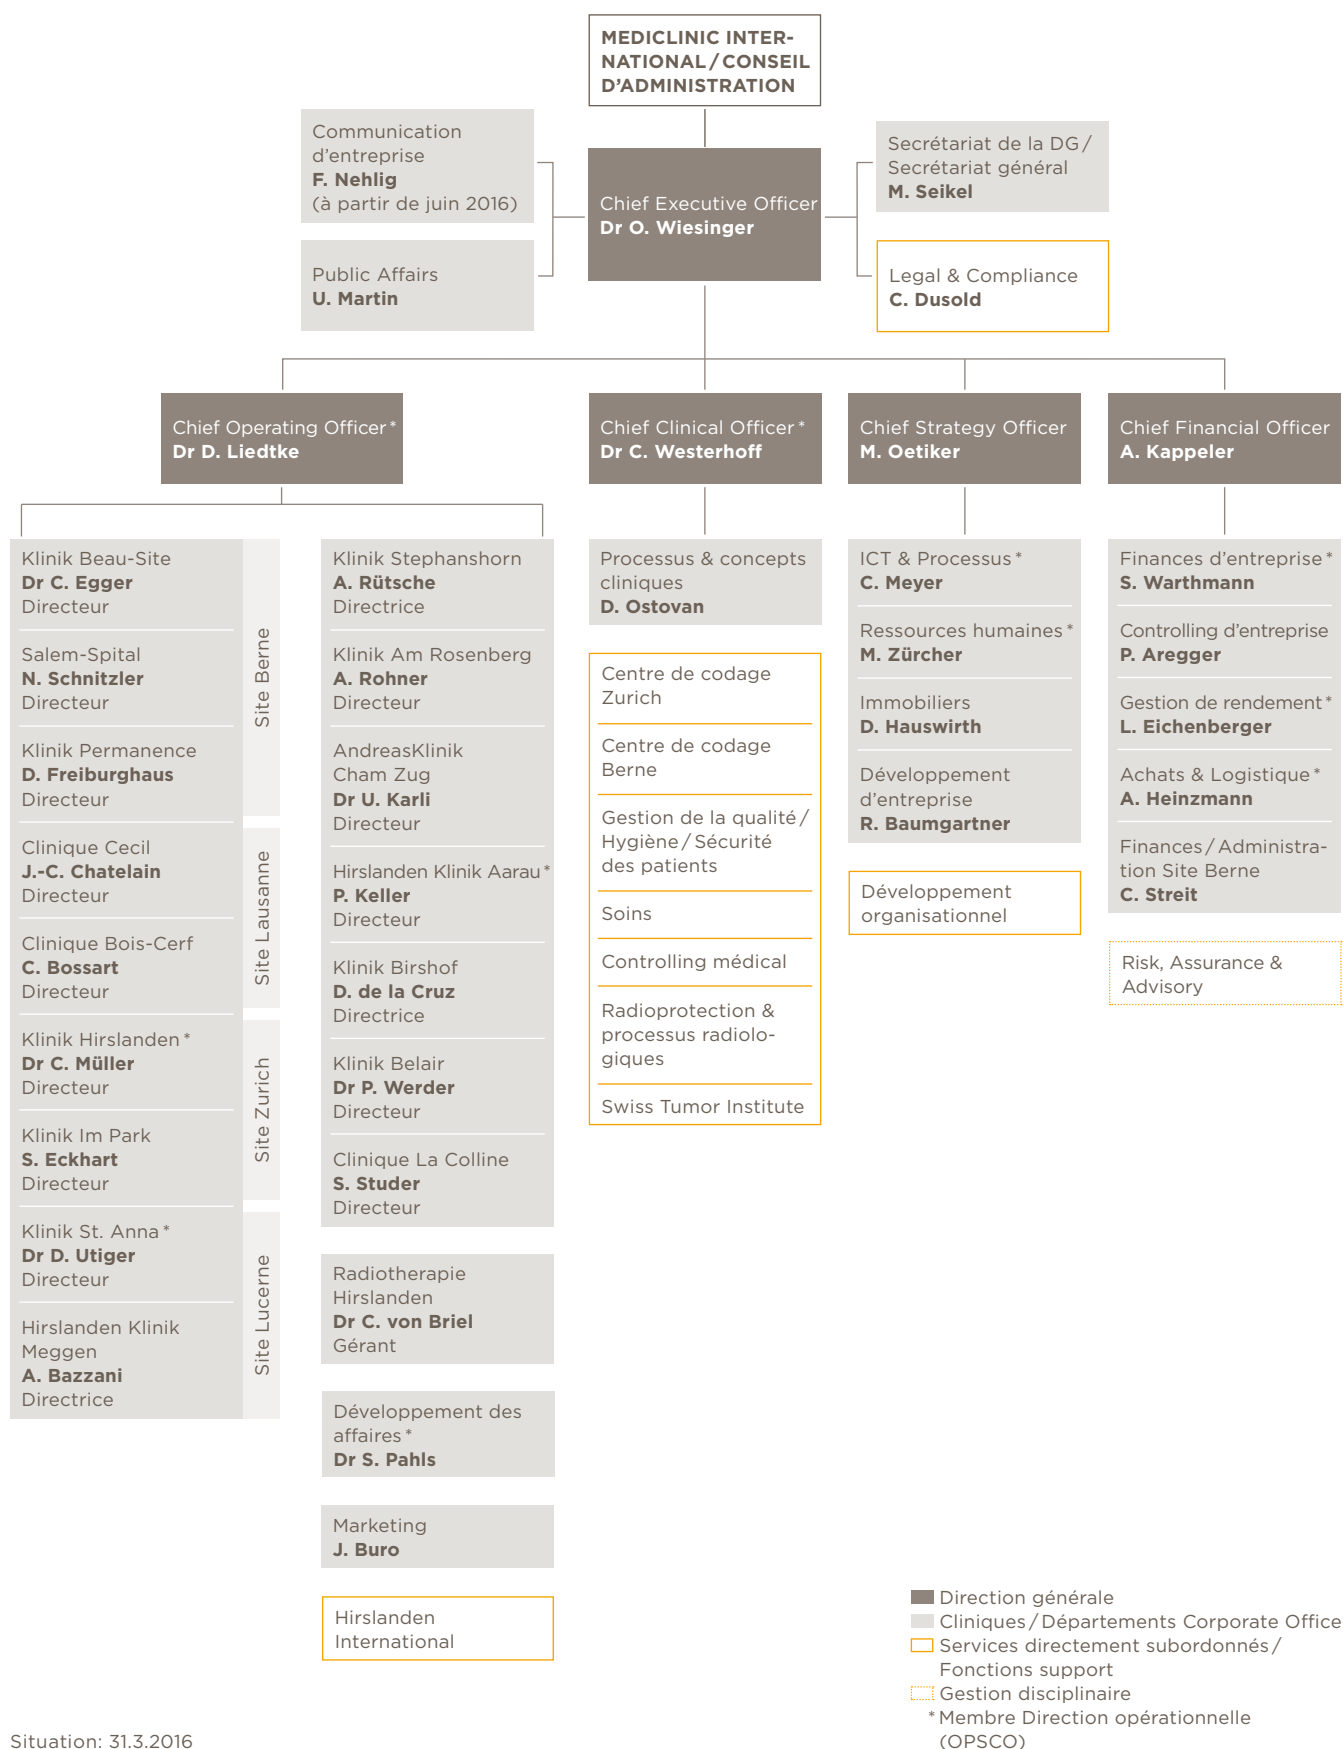 MEDICLINIC INTER-
NATIONAL / CONSEIL
D’ADMINISTRATION
Communication
d’entreprise
F. Nehlig
(à partir de juin 2016)
Public Affairs
U. Martin
Chief Executive Officer
Dr O. Wiesinger
Secrétariat de la DG /
Secrétariat général
M. Seikel
Legal & Compliance
C. Dusold
Chief Operating Officer *
Dr D. Liedtke
Chief Clinical Officer *
Dr C. Westerhoff
Chief Strategy Officer
M. Oetiker
Chief Financial Officer
A. Kappeler
Klinik Beau-Site
Dr C. Egger
Directeur
Salem-Spital
N. Schnitzler
Directeur
Klinik Permanence
D. Freiburghaus
Directeur
Site Berne
Clinique Cecil
J.-C. Chatelain
Directeur
Clinique Bois-Cerf
C. Bossart
Directeur
Site Lausanne
Klinik Hirslanden *
Dr C. Müller
Directeur
Klinik Im Park
S. Eckhart
Directeur
Site Zurich
Klinik St. Anna *
Dr D. Utiger
Directeur
Hirslanden Klinik
Meggen
A. Bazzani
Directrice
Site Lucerne
Klinik Stephanshorn
A. Rütsche
Directrice
Klinik Am Rosenberg
A. Rohner
Directeur
AndreasKlinik
Cham Zug
Dr U. Karli
Directeur
Hirslanden Klinik Aarau *
P. Keller
Directeur
Klinik Birshof
D. de la Cruz
Directrice
Klinik Belair
Dr P. Werder
Directeur
Clinique La Colline
S. Studer
Directeur
Radiotherapie
Hirslanden
Dr C. von Briel
Gérant
Développement des
affaires *
Dr S. Pahls
Marketing
J. Buro
Hirslanden
International
Processus & concepts
cliniques
D. Ostovan
Centre de codage
Zurich
Centre de codage
Berne
Gestion de la qualité /
Hygiène / Sécurité
des patients
Soins
Controlling médical
Radioprotection &
processus radiolo-
giques
Swiss Tumor Institute
ICT & Processus *
C. Meyer
Ressources humaines *
M. Zürcher
Immobiliers
D. Hauswirth
Développement
d’entreprise
R. Baumgartner
Développement
organisationnel
Finances d’entreprise *
S. Warthmann
Controlling d’entreprise
P. Aregger
Gestion de rendement *
L. Eichenberger
Achats & Logistique *
A. Heinzmann
Finances / Administra-
tion Site Berne
C. Streit
Risk, Assurance &
Advisory
Direction générale
Cliniques / Départements Corporate Office
Services directement subordonnés /
Fonctions support
Gestion disciplinaire
* Membre Direction opérationnelle
(OPSCO)
Situation: 31.3.2016